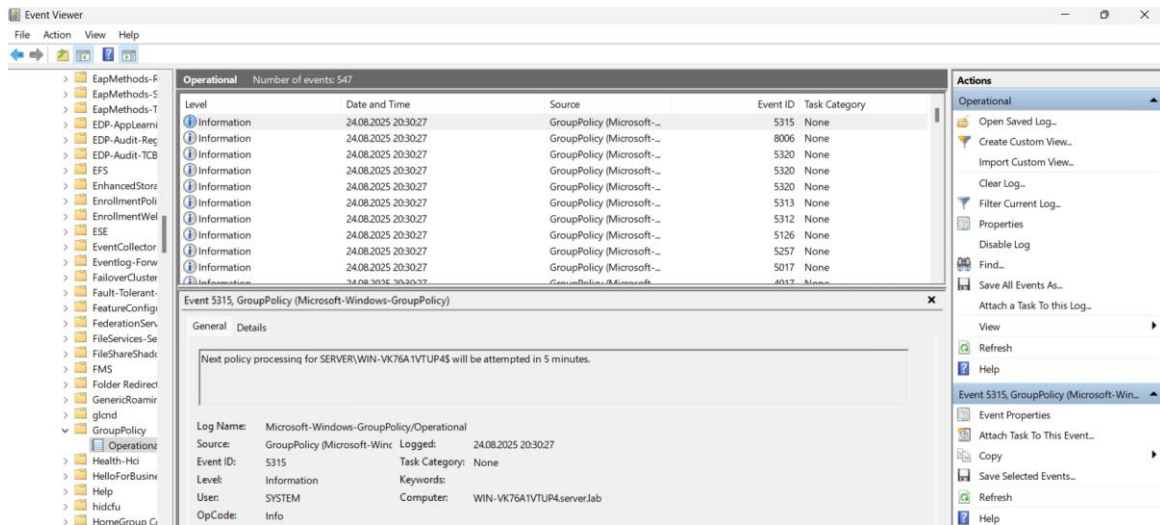 Event Viewer
File Action View Help
EapMethods-R
EapMethods-S
EapMethods-T
EDP-AppLearni
EDP-Audit-Reg
EDP-Audit-TCB
EFS
EnhancedStora
EnrollmentPoli
EnrollmentWel
ESE
EventCollector
Eventlog-Forw
FailoverCluster
Fault-Tolerant-
FeatureConfigu
FederationServ
FileServices-Se
FileShareShado
FMS
Folder Redirect
GenericRoamir
glcnd
GroupPolicy
Operationa
Health-Hci
HelloForBusine
Help
hidcfu
HomeGroup Co
Operational Number of events: 547
Level Date and Time Source Event ID Task Category
Information 24.08.2025 20:30:27 GroupPolicy (Microsoft-... 5315 None
Information 24.08.2025 20:30:27 GroupPolicy (Microsoft-... 8006 None
Information 24.08.2025 20:30:27 GroupPolicy (Microsoft-... 5320 None
Information 24.08.2025 20:30:27 GroupPolicy (Microsoft-... 5320 None
Information 24.08.2025 20:30:27 GroupPolicy (Microsoft-... 5320 None
Information 24.08.2025 20:30:27 GroupPolicy (Microsoft-... 5313 None
Information 24.08.2025 20:30:27 GroupPolicy (Microsoft-... 5312 None
Information 24.08.2025 20:30:27 GroupPolicy (Microsoft-... 5126 None
Information 24.08.2025 20:30:27 GroupPolicy (Microsoft-... 5257 None
Information 24.08.2025 20:30:27 GroupPolicy (Microsoft-... 5017 None
Information 24.08.2025 20:30:27 GroupPolicy (Microsoft 4017 None
Event 5315, GroupPolicy (Microsoft-Windows-GroupPolicy)
General Details
Next policy processing for SERVER\WIN-VK76A1VTUP4$ will be attempted in 5 minutes.
Log Name: Microsoft-Windows-GroupPolicy/Operational
Source: GroupPolicy (Microsoft-Winc Logged: 24.08.2025 20:30:27
Event ID: 5315 Task Category: None
Level: Information Keywords:
User: SYSTEM Computer: WIN-VK76A1VTUP4.server.lab
OpCode: Info
Actions
Operational
Open Saved Log...
Create Custom View...
Import Custom View...
Clear Log...
Filter Current Log...
Properties
Disable Log
Find...
Save All Events As...
Attach a Task To this Log...
View
Refresh
Help
Event 5315, GroupPolicy (Microsoft-Win...
Event Properties
Attach Task To This Event...
Copy
Save Selected Events...
Refresh
Help